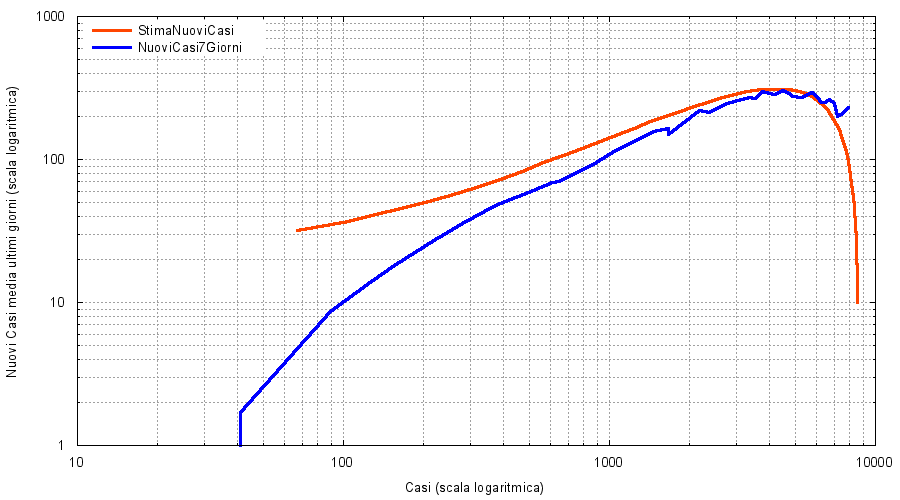 1000
StimaNuoviCasi
NuoviCasi7Giorni
100
Nuovi Casi media ultimi giorni (scala logaritmica)
10
1
10 100 1000 10000
Casi (scala logaritmica)